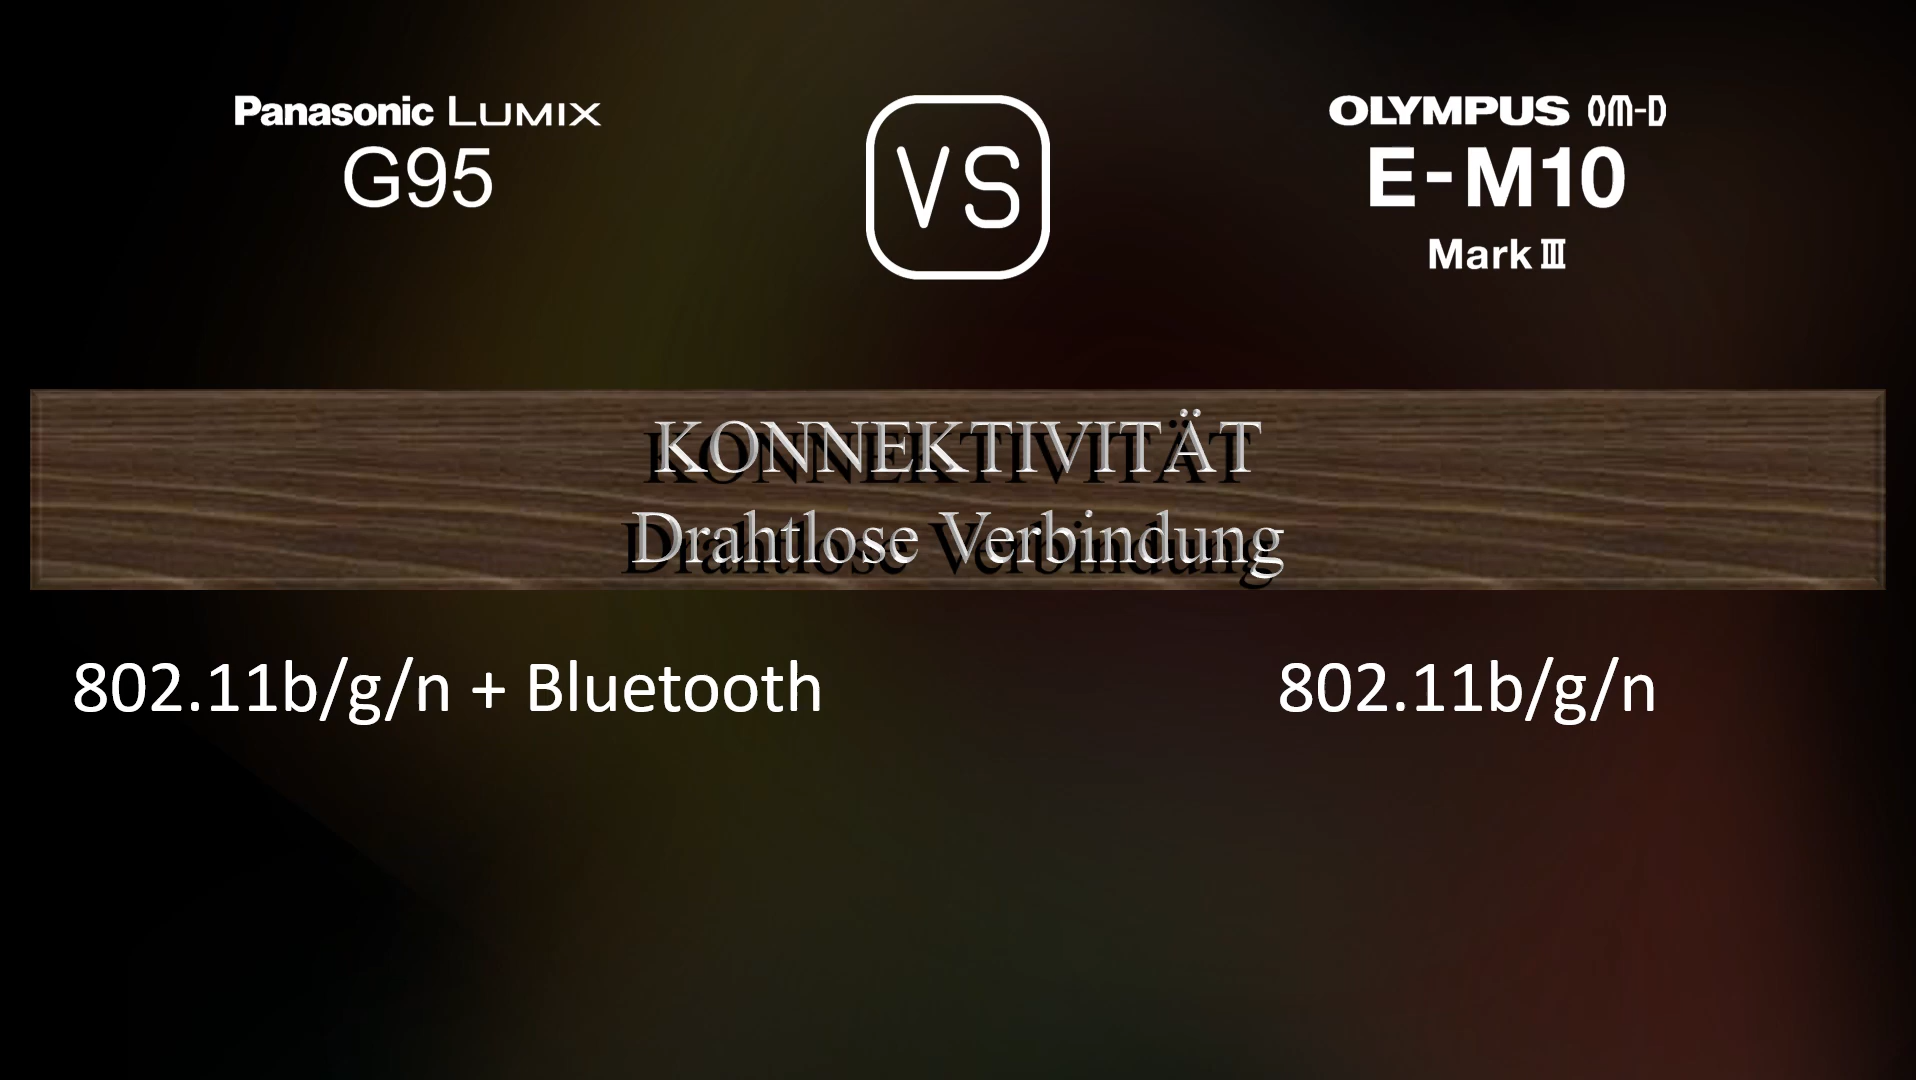 Panasonic LUMIX
G95
VS
OLYMPUS OM-D
E-M10
Mark III
KONNEKTIVITÄT
Drahtlose Verbindung
802.11b/g/n + Bluetooth
802.11b/g/n